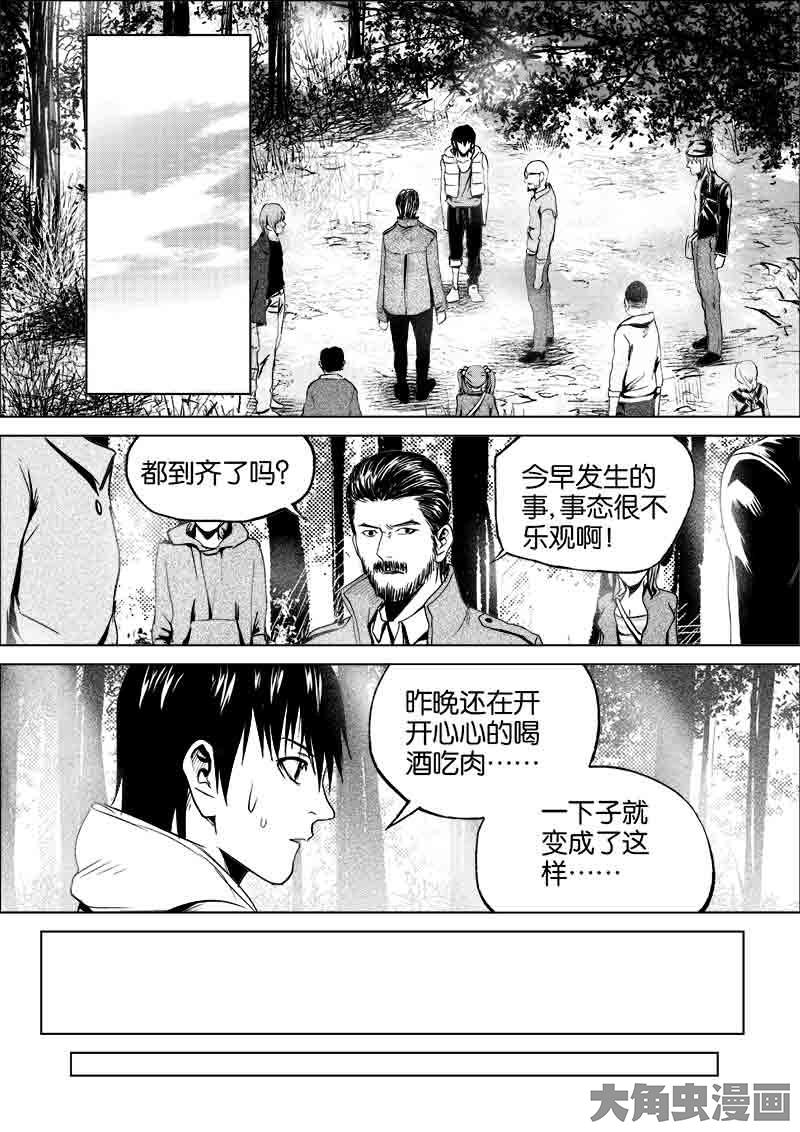 都到齐了吗?
今早发生的
事,事态很不
乐观啊!
昨晚还在开
开心心的喝
酒吃肉……
一下子就
变成了这
样……
大角虫漫画